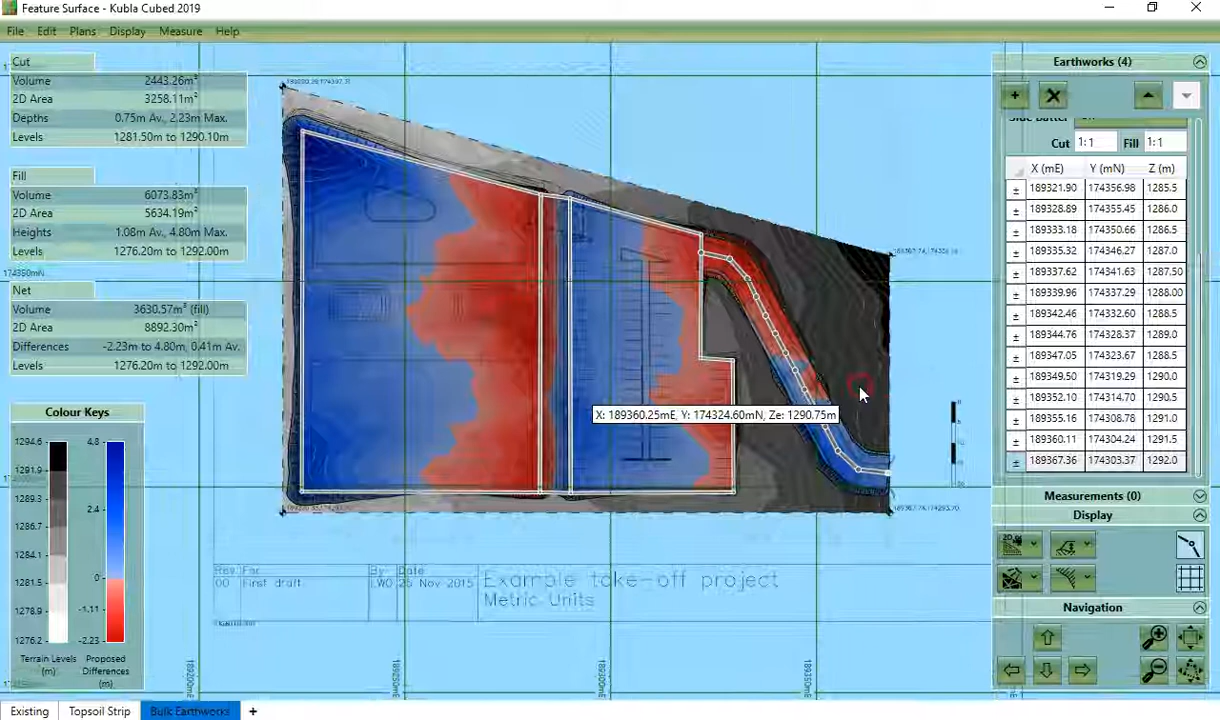 Feature Surface - Kubla Cubed 2019
File Edit Plans Display Measure Help
Cut
Volume 2443.26m³
2D Area 3258.11m²
Depths 0.75m Av., 2.23m Max.
Levels 1281.50m to 1290.10m
Fill
Volume 6073.83m³
2D Area 5634.19m²
Heights 1.08m Av., 4.80m Max.
Levels 1276.20m to 1292.00m
174350mN
Net
Volume 3630.57m³ (fill)
2D Area 8892.30m²
Differences -2.23m to 4.80m, 0.41m Av.
Levels 1276.20m to 1292.00m
Colour Keys
1294.6 4.8
1291.9
1289.3 2.4
1286.7
1284.1 0
1281.5
1278.9 -1.11
1276.2 -2.23
Terrain Levels (m)
Proposed Differences (m)
X: 189360.25mE, Y: 174324.60mN, Ze: 1290.75m
Rev For By Date
00 First draft LWO 25 Nov 2015
Example take-off project
Metric Units
189200mE 189250mE 189300mE 189350mE
Earthworks (4)
Cut 1:1 Fill 1:1
X (mE) Y (mN) Z (m)
± 189321.90 174356.98 1285.5
± 189328.89 174355.45 1286.0
± 189333.18 174350.66 1286.5
± 189335.32 174346.27 1287.0
± 189337.62 174341.63 1287.50
± 189339.96 174337.29 1288.00
± 189342.46 174332.60 1288.5
± 189344.76 174328.37 1289.0
± 189347.05 174323.67 1288.5
± 189349.50 174319.29 1290.0
± 189352.10 174314.70 1290.5
± 189355.16 174308.78 1291.0
± 189360.11 174304.24 1291.5
± 189367.36 174303.37 1292.0
Measurements (0)
Display
2D
Navigation
Existing Topsoil Strip Bulk Earthworks +